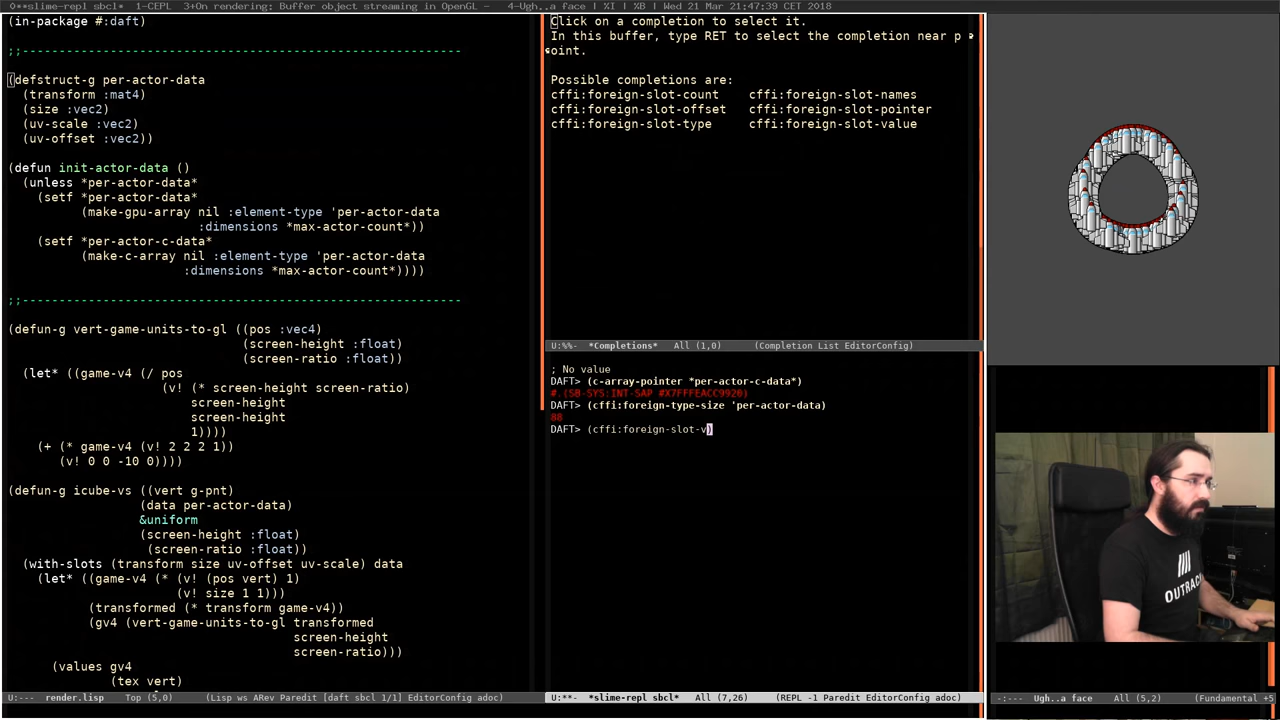 0**slime-repl sbcl* 1-CEPL 3+On rendering: Buffer object streaming in OpenGL - 4-Ugh..a face | %I | %B | Wed 21 Mar 21:47:39 CET 2018
(in-package #:daft)
;;------------------------------------------------------------
(defstruct-g per-actor-data
(transform :mat4)
(size :vec2)
(uv-scale :vec2)
(uv-offset :vec2))
(defun init-actor-data ()
(unless *per-actor-data*
(setf *per-actor-data*
(make-gpu-array nil :element-type 'per-actor-data
:dimensions *max-actor-count*))
(setf *per-actor-c-data*
(make-c-array nil :element-type 'per-actor-data
:dimensions *max-actor-count*))))
;;------------------------------------------------------------
(defun-g vert-game-units-to-gl ((pos :vec4)
(screen-height :float)
(screen-ratio :float))
(let* ((game-v4 (/ pos
(v! (* screen-height screen-ratio)
screen-height
screen-height
1))))
(+ (* game-v4 (v! 2 2 2 1))
(v! 0 0 -10 0))))
(defun-g icube-vs ((vert g-pnt)
(data per-actor-data)
&uniform
(screen-height :float)
(screen-ratio :float))
(with-slots (transform size uv-offset uv-scale) data
(let* ((game-v4 (* (v! (pos vert) 1)
(v! size 1 1)))
(transformed (* transform game-v4))
(gv4 (vert-game-units-to-gl transformed
screen-height
screen-ratio)))
(values gv4
(tex vert)
U:--- render.lisp Top (5,0) (Lisp ws ARev Paredit [daft sbcl 1/1] EditorConfig adoc)
Click on a completion to select it.
In this buffer, type RET to select the completion near p
oint.
Possible completions are:
cffi:foreign-slot-count cffi:foreign-slot-names
cffi:foreign-slot-offset cffi:foreign-slot-pointer
cffi:foreign-slot-type cffi:foreign-slot-value
U:%%- *Completions* All (1,0) (Completion List EditorConfig)
; No value
DAFT> (c-array-pointer *per-actor-c-data*)
#.(SB-SYS:INT-SAP #X7FFFEACC9920)
DAFT> (cffi:foreign-type-size 'per-actor-data)
88
DAFT> (cffi:foreign-slot-v)
U:**- *slime-repl sbcl* All (7,26) (REPL -1 Paredit EditorConfig adoc)
OUTRAC
-:--- Ugh..a face All (5,2) (Fundamental +5